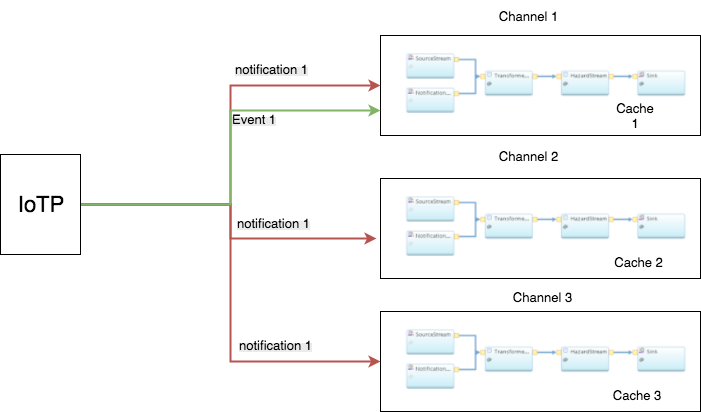 Channel 1
notification 1
SourceStream
Transforme...
HazardStream
Sink
Notification...
Event 1
Cache
1
Channel 2
IoTP
notification 1
SourceStream
Transforme...
HazardStream
Sink
Notification...
Cache 2
Channel 3
notification 1
SourceStream
Transforme...
HazardStream
Sink
Notification...
Cache 3